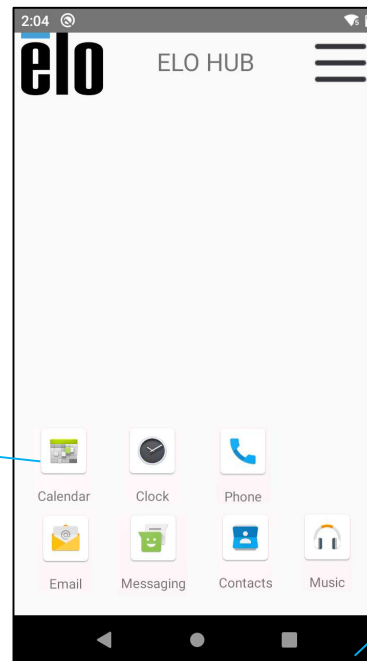 2:04
elo
ELO HUB
Calendar
Clock
Phone
Email
Messaging
Contacts
Music